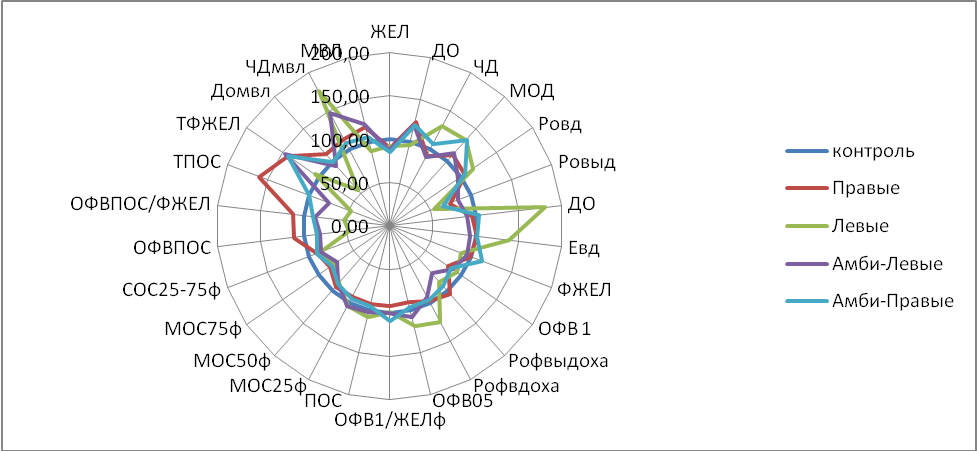 ЖЕЛ
ДО
ЧД
МОД
Ровд
Ровыд
ДО
Евд
ФЖЕЛ
ОФВ 1
Рофвыдоха
Рофвдоха
ОФВ05
ОФВ1/ЖЕЛф
ПОС
МОС25ф
МОС50ф
МОС75ф
СОС25-75ф
ОФВПОС
ОФВПОС/ФЖЕЛ
ТПОС
ТФЖЕЛ
Домвл
ЧДмвл
МВЛ
200,00
150,00
100,00
50,00
0,00
контроль
Правые
Левые
Амби-Левые
Амби-Правые